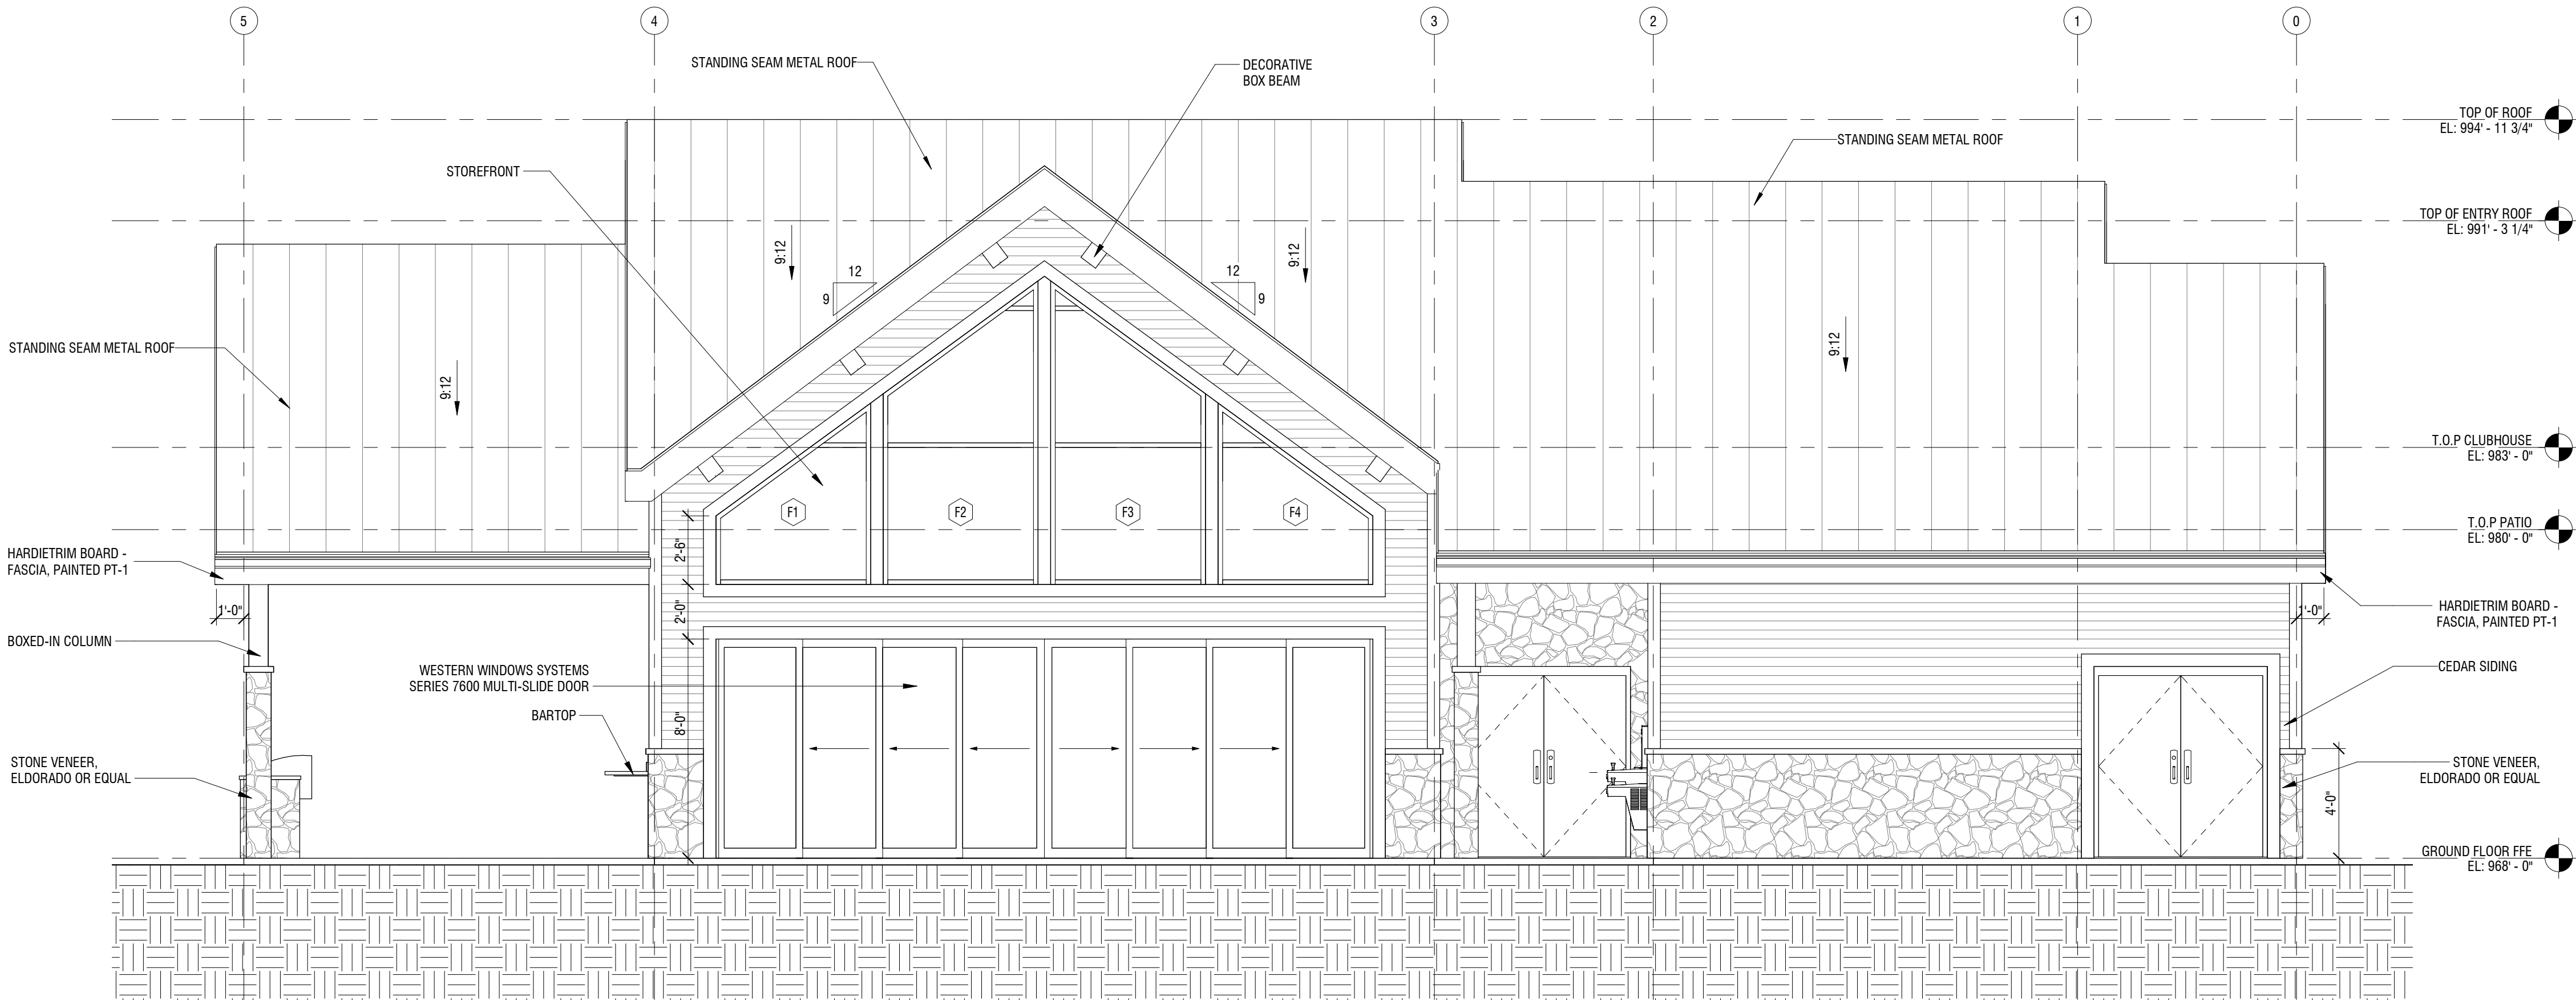 5
4
3
2
1
0
STANDING SEAM METAL ROOF
DECORATIVE
BOX BEAM
TOP OF ROOF
EL: 994' - 11 3/4"
STANDING SEAM METAL ROOF
STOREFRONT
TOP OF ENTRY ROOF
EL: 991' - 3 1/4"
9:12
9:12
12
9
12
9
STANDING SEAM METAL ROOF
9:12
9:12
T.O.P CLUBHOUSE
EL: 983' - 0"
F1
F2
F3
F4
T.O.P PATIO
EL: 980' - 0"
HARDIETRIM BOARD -
FASCIA, PAINTED PT-1
2'-6"
1'-0"
2'-0"
1'-0"
HARDIETRIM BOARD -
FASCIA, PAINTED PT-1
BOXED-IN COLUMN
WESTERN WINDOWS SYSTEMS
SERIES 7600 MULTI-SLIDE DOOR
CEDAR SIDING
BARTOP
8'-0"
STONE VENEER,
ELDORADO OR EQUAL
STONE VENEER,
ELDORADO OR EQUAL
4'-0"
GROUND FLOOR FFE
EL: 968' - 0"